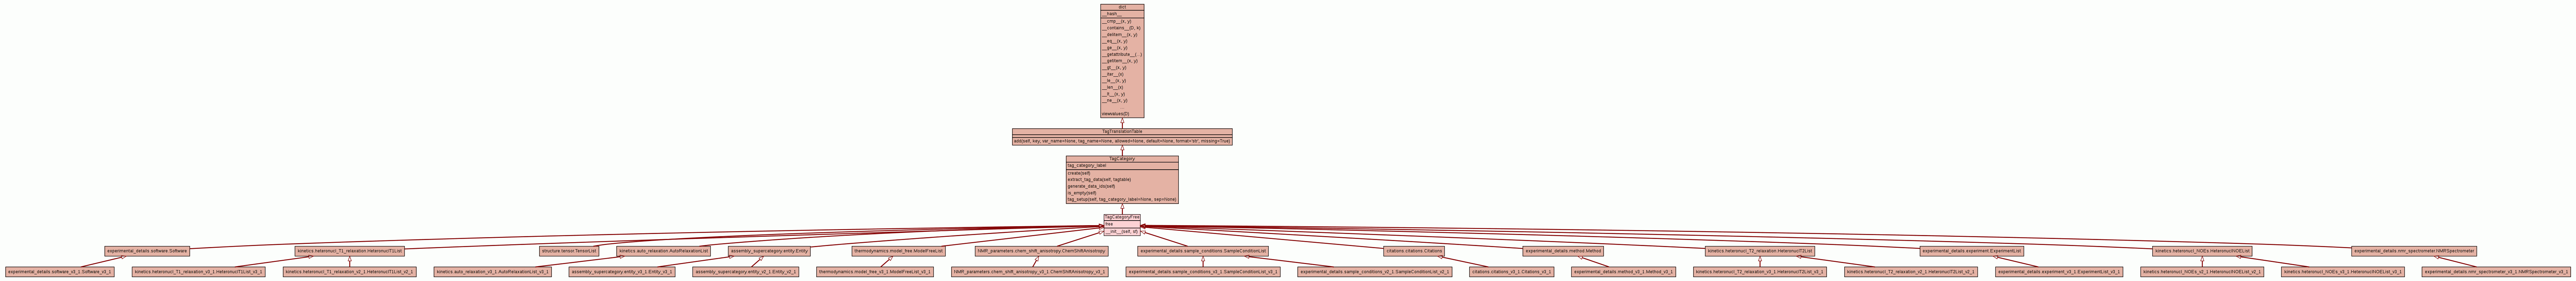 dict
__hash__
__cmp__(x, y)
__contains__(D, k)
__delitem__(x, y)
__eq__(x, y)
__ge__(x, y)
__getattribute__(...)
__getitem__(x, y)
__gt__(x, y)
__iter__(x)
__le__(x, y)
__len__(x)
__lt__(x, y)
__ne__(x, y)
...
viewvalues(D)
TagTranslationTable
add(self, key, var_name=None, tag_name=None, allowed=None, default=None, format='str', missing=True)
TagCategory
tag_category_label
create(self)
extract_tag_data(self, tagtable)
generate_data_ids(self)
is_empty(self)
tag_setup(self, tag_category_label=None, sep=None)
TagCategoryFree
free
__init__(self, sf)
experimental_details.software.Software
kinetics.heteronucl_T1_relaxation.HeteronuclT1List
structure.tensor.TensorList
kinetics.auto_relaxation.AutoRelaxationList
assembly_supercategory.entity.Entity
thermodynamics.model_free.ModelFreeList
NMR_parameters.chem_shift_anisotropy.ChemShiftAnisotropy
experimental_details.sample_conditions.SampleConditionList
citations.citations.Citations
experimental_details.method.Method
kinetics.heteronucl_T2_relaxation.HeteronuclT2List
experimental_details.experiment.ExperimentList
kinetics.heteronucl_NOEs.HeteronuclNOEList
experimental_details.nmr_spectrometer.NMRSpectrometer
experimental_details.software_v3_1.Software_v3_1
kinetics.heteronucl_T1_relaxation_v3_1.HeteronuclT1List_v3_1
kinetics.heteronucl_T1_relaxation_v2_1.HeteronuclT1List_v2_1
kinetics.auto_relaxation_v3_1.AutoRelaxationList_v3_1
assembly_supercategory.entity_v3_1.Entity_v3_1
assembly_supercategory.entity_v2_1.Entity_v2_1
thermodynamics.model_free_v3_1.ModelFreeList_v3_1
NMR_parameters.chem_shift_anisotropy_v3_1.ChemShiftAnisotropy_v3_1
experimental_details.sample_conditions_v3_1.SampleConditionList_v3_1
experimental_details.sample_conditions_v2_1.SampleConditionList_v2_1
citations.citations_v3_1.Citations_v3_1
experimental_details.method_v3_1.Method_v3_1
kinetics.heteronucl_T2_relaxation_v3_1.HeteronuclT2List_v3_1
kinetics.heteronucl_T2_relaxation_v2_1.HeteronuclT2List_v2_1
experimental_details.experiment_v3_1.ExperimentList_v3_1
kinetics.heteronucl_NOEs_v2_1.HeteronuclNOEList_v2_1
kinetics.heteronucl_NOEs_v3_1.HeteronuclNOEList_v3_1
experimental_details.nmr_spectrometer_v3_1.NMRSpectrometer_v3_1